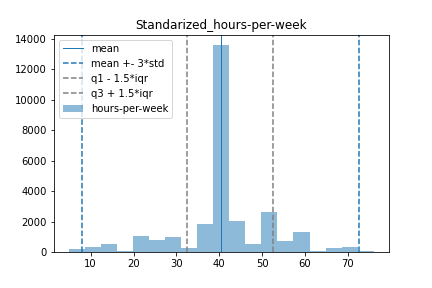 Standarized_hours-per-week
14000
12000
10000
8000
6000
4000
2000
0
mean
mean +- 3*std
q1 - 1.5*iqr
q3 + 1.5*iqr
hours-per-week
10 20 30 40 50 60 70